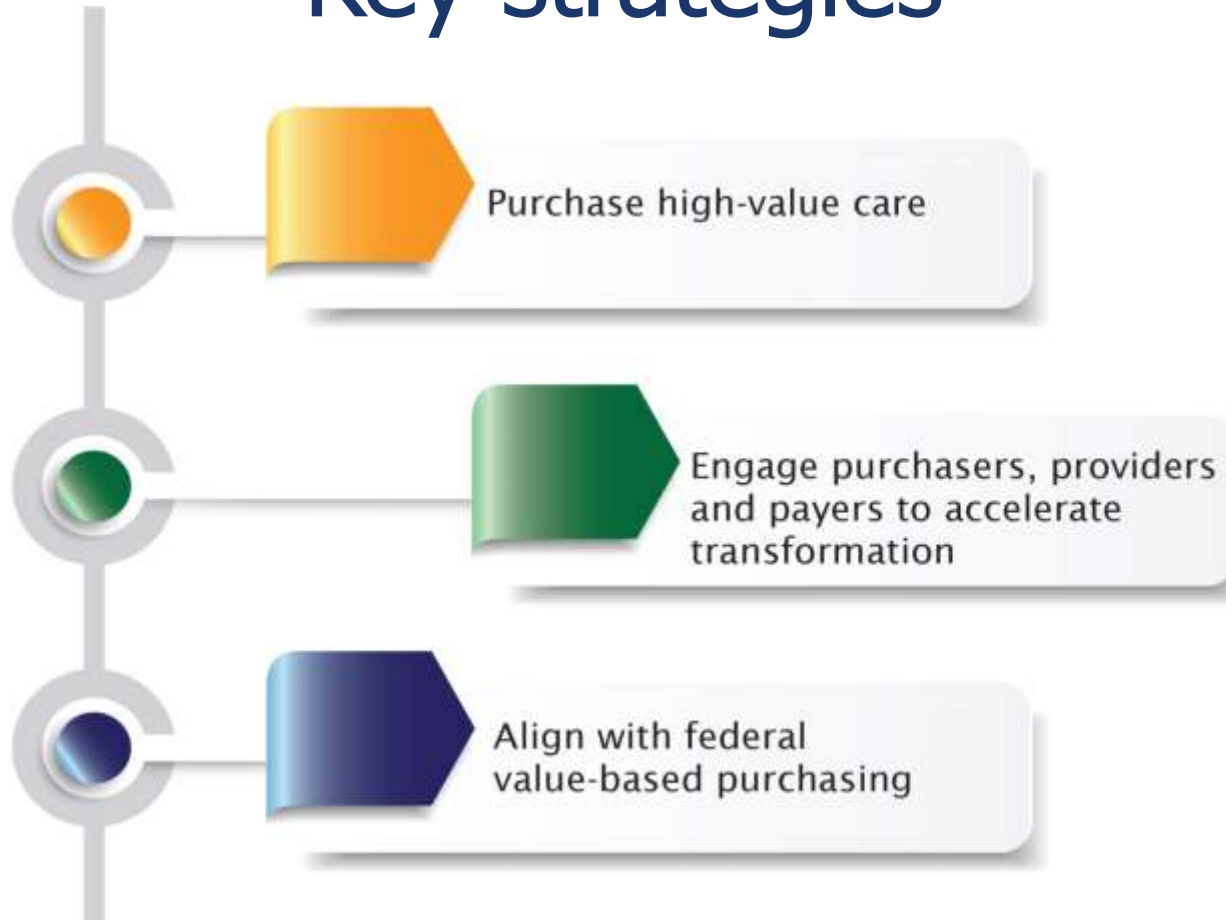 Key Strategies
Purchase high-value care
Engage purchasers, providers
and payers to accelerate
transformation
Align with federal
value-based purchasing